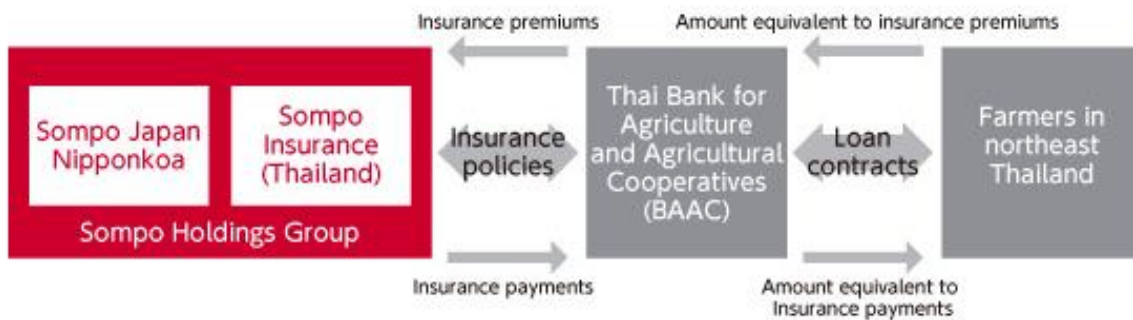 Insurance premiums
Amount equivalent to insurance premiums
Sompo Japan
Nipponkoa
Sompo
Insurance
(Thailand)
Sompo Holdings Group
Insurance
policies
Thai Bank for
Agriculture
and Agricultural
Cooperatives
(BAAC)
Loan
contracts
Farmers in
northeast
Thailand
Insurance payments
Amount equivalent to
Insurance payments